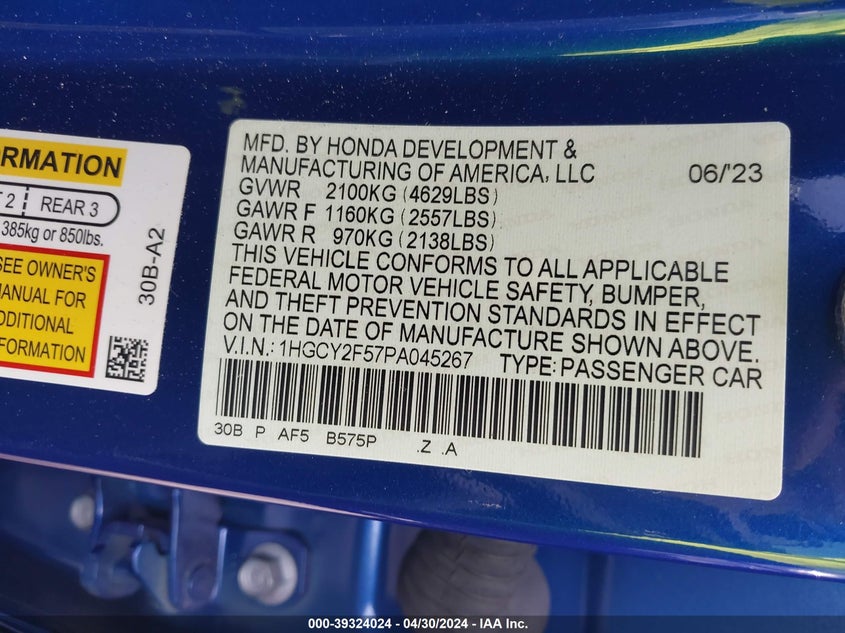 ORMATION
2 REAR 3
385kg or 850lbs.
SEE OWNER'S
MANUAL FOR
DDITIONAL
FORMATION
30B-A2
MFD. BY HONDA DEVELOPMENT &
MANUFACTURING OF AMERICA, LLC 06/'23
GVWR 2100KG (4629LBS)
GAWR F 1160KG (2557LBS)
GAWR R 970KG (2138LBS)
THIS VEHICLE CONFORMS TO ALL APPLICABLE
FEDERAL MOTOR VEHICLE SAFETY, BUMPER,
AND THEFT PREVENTION STANDARDS IN EFFECT
ON THE DATE OF MANUFACTURE SHOWN ABOVE.
V.I.N.: 1HGCY2F57PA045267 TYPE: PASSENGER CAR
30B P AF5 B575P .Z .A
000-39324024 - 04/30/2024 - IAA Inc.